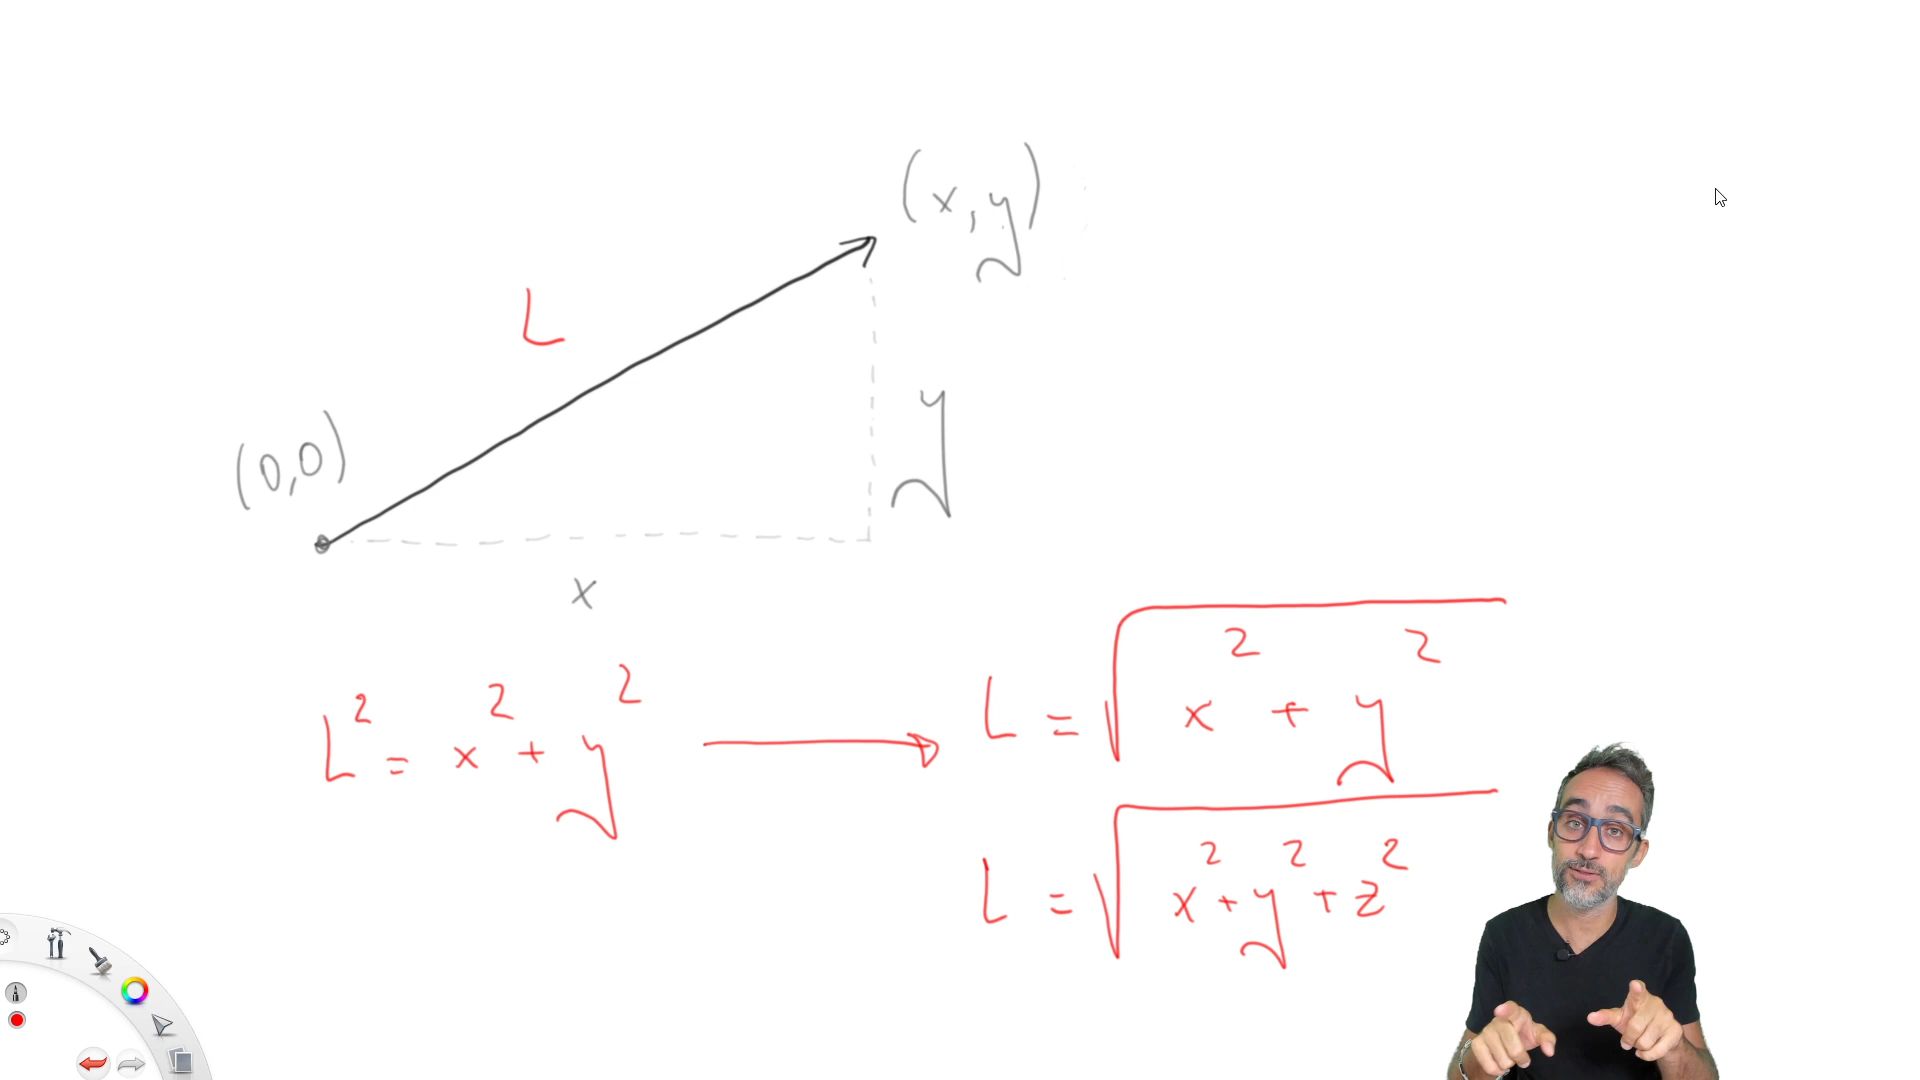 (x,y)
L
y
(0,0)
x
L² = x² + y²
L = √x² + y²
L = √x² + y² + z²